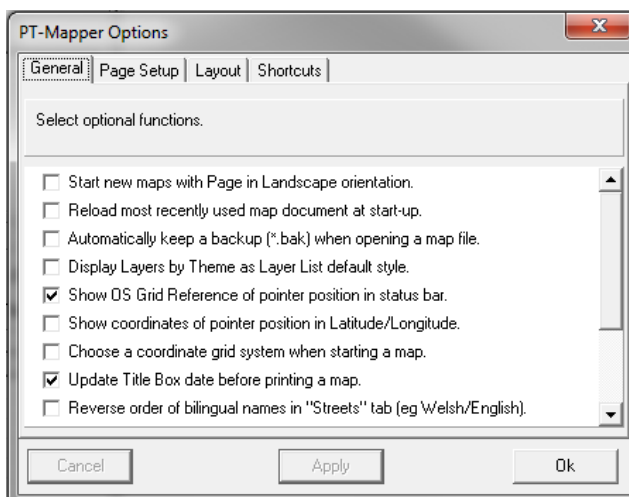 PT-Mapper Options
General Page Setup Layout Shortcuts
Select optional functions.
Start new maps with Page in Landscape orientation.
Reload most recently used map document at start-up.
Automatically keep a backup (*.bak) when opening a map file.
Display Layers by Theme as Layer List default style.
Show OS Grid Reference of pointer position in status bar.
Show coordinates of pointer position in Latitude/Longitude.
Choose a coordinate grid system when starting a map.
Update Title Box date before printing a map.
Reverse order of bilingual names in "Streets" tab (eg Welsh/English).
Cancel Apply Ok